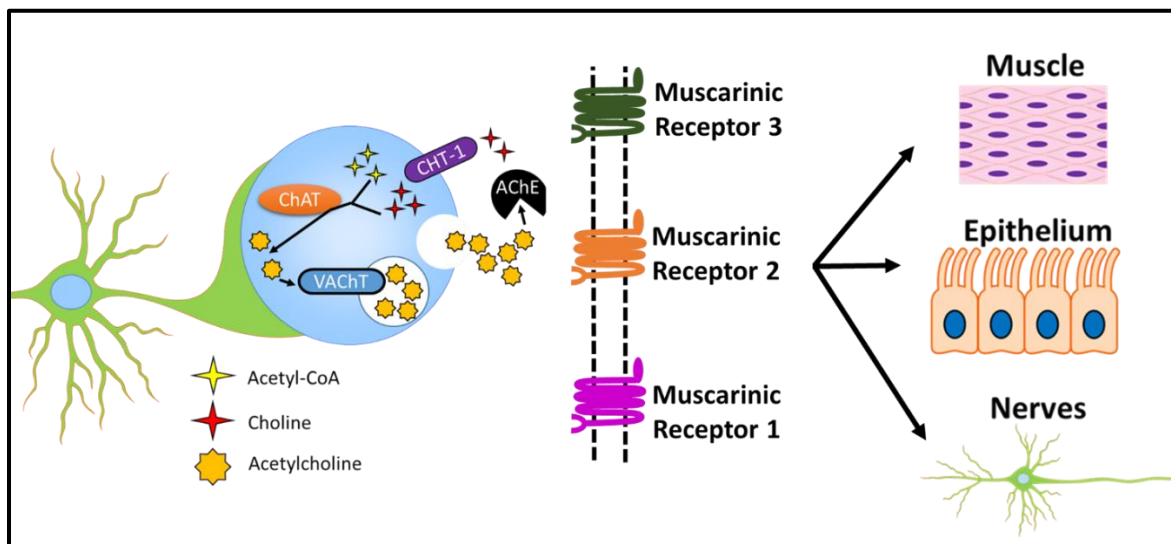 CHT-1
AChE
ChAT
VAChT
Acetyl-CoA
Choline
Acetylcholine
Muscarinic
Receptor 3
Muscarinic
Receptor 2
Muscarinic
Receptor 1
Muscle
Epithelium
Nerves